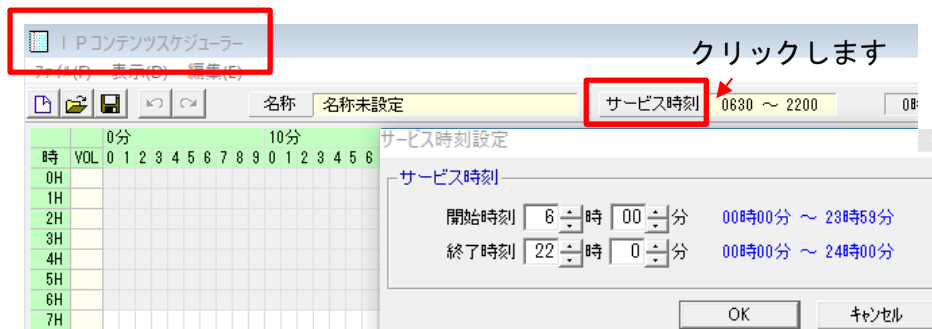 ＩＰコンテンツスケジューラー
クリックします
ファイル(F) 表示(D) 編集(E)
名称 名称未設定 サービス時刻 0630 ～ 2200
0分 10分
時 VOL 0 1 2 3 4 5 6 7 8 9 0 1 2 3 4 5 6
0H
1H
2H
3H
4H
5H
6H
7H
サービス時刻設定
サービス時刻
開始時刻 6 時 00 分 00時00分 ～ 23時59分
終了時刻 22 時 0 分 00時00分 ～ 24時00分
OK キャンセル